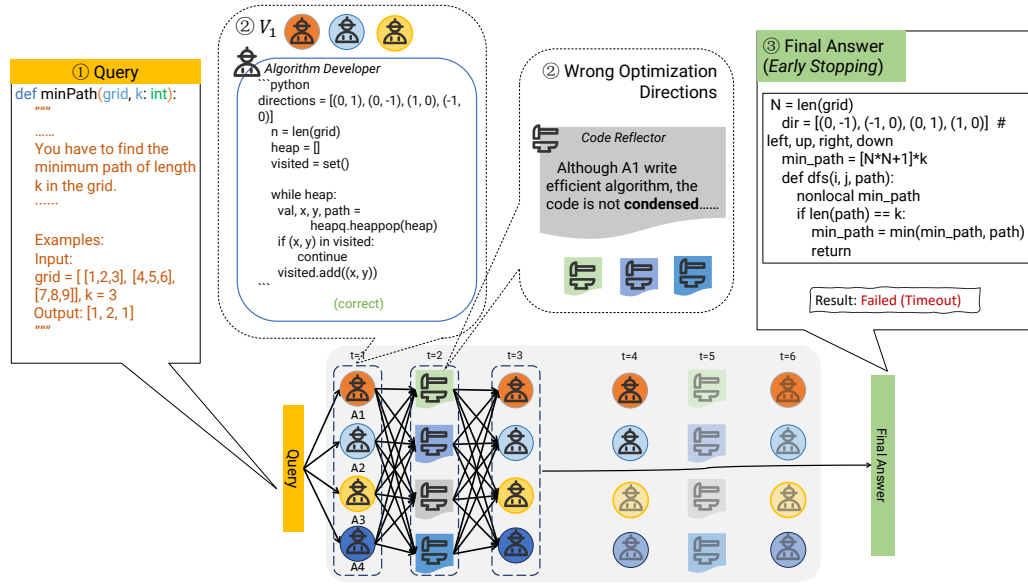 ① Query
def minPath(grid, k: int):
"""
......
You have to find the
minimum path of length
k in the grid.
......
Examples:
Input:
grid = [ [1,2,3], [4,5,6],
[7,8,9]], k = 3
Output: [1, 2, 1]
"""
② V1
Algorithm Developer
```python
directions = [(0, 1), (0, -1), (1, 0), (-1,
0)]
n = len(grid)
heap = []
visited = set()
while heap:
val, x, y, path =
heapq.heappop(heap)
if (x, y) in visited:
continue
visited.add((x, y))
```
(correct)
② Wrong Optimization
Directions
Code Reflector
Although A1 write
efficient algorithm, the
code is not condensed……
③ Final Answer
(Early Stopping)
N = len(grid)
dir = [(0, -1), (-1, 0), (0, 1), (1, 0)]  #
left, up, right, down
min_path = [N*N+1]*k
def dfs(i, j, path):
nonlocal min_path
if len(path) == k:
min_path = min(min_path, path)
return
Result: Failed (Timeout)
t=1
t=2
t=3
t=4
t=5
t=6
A1
A2
A3
A4
Query
Final Answer